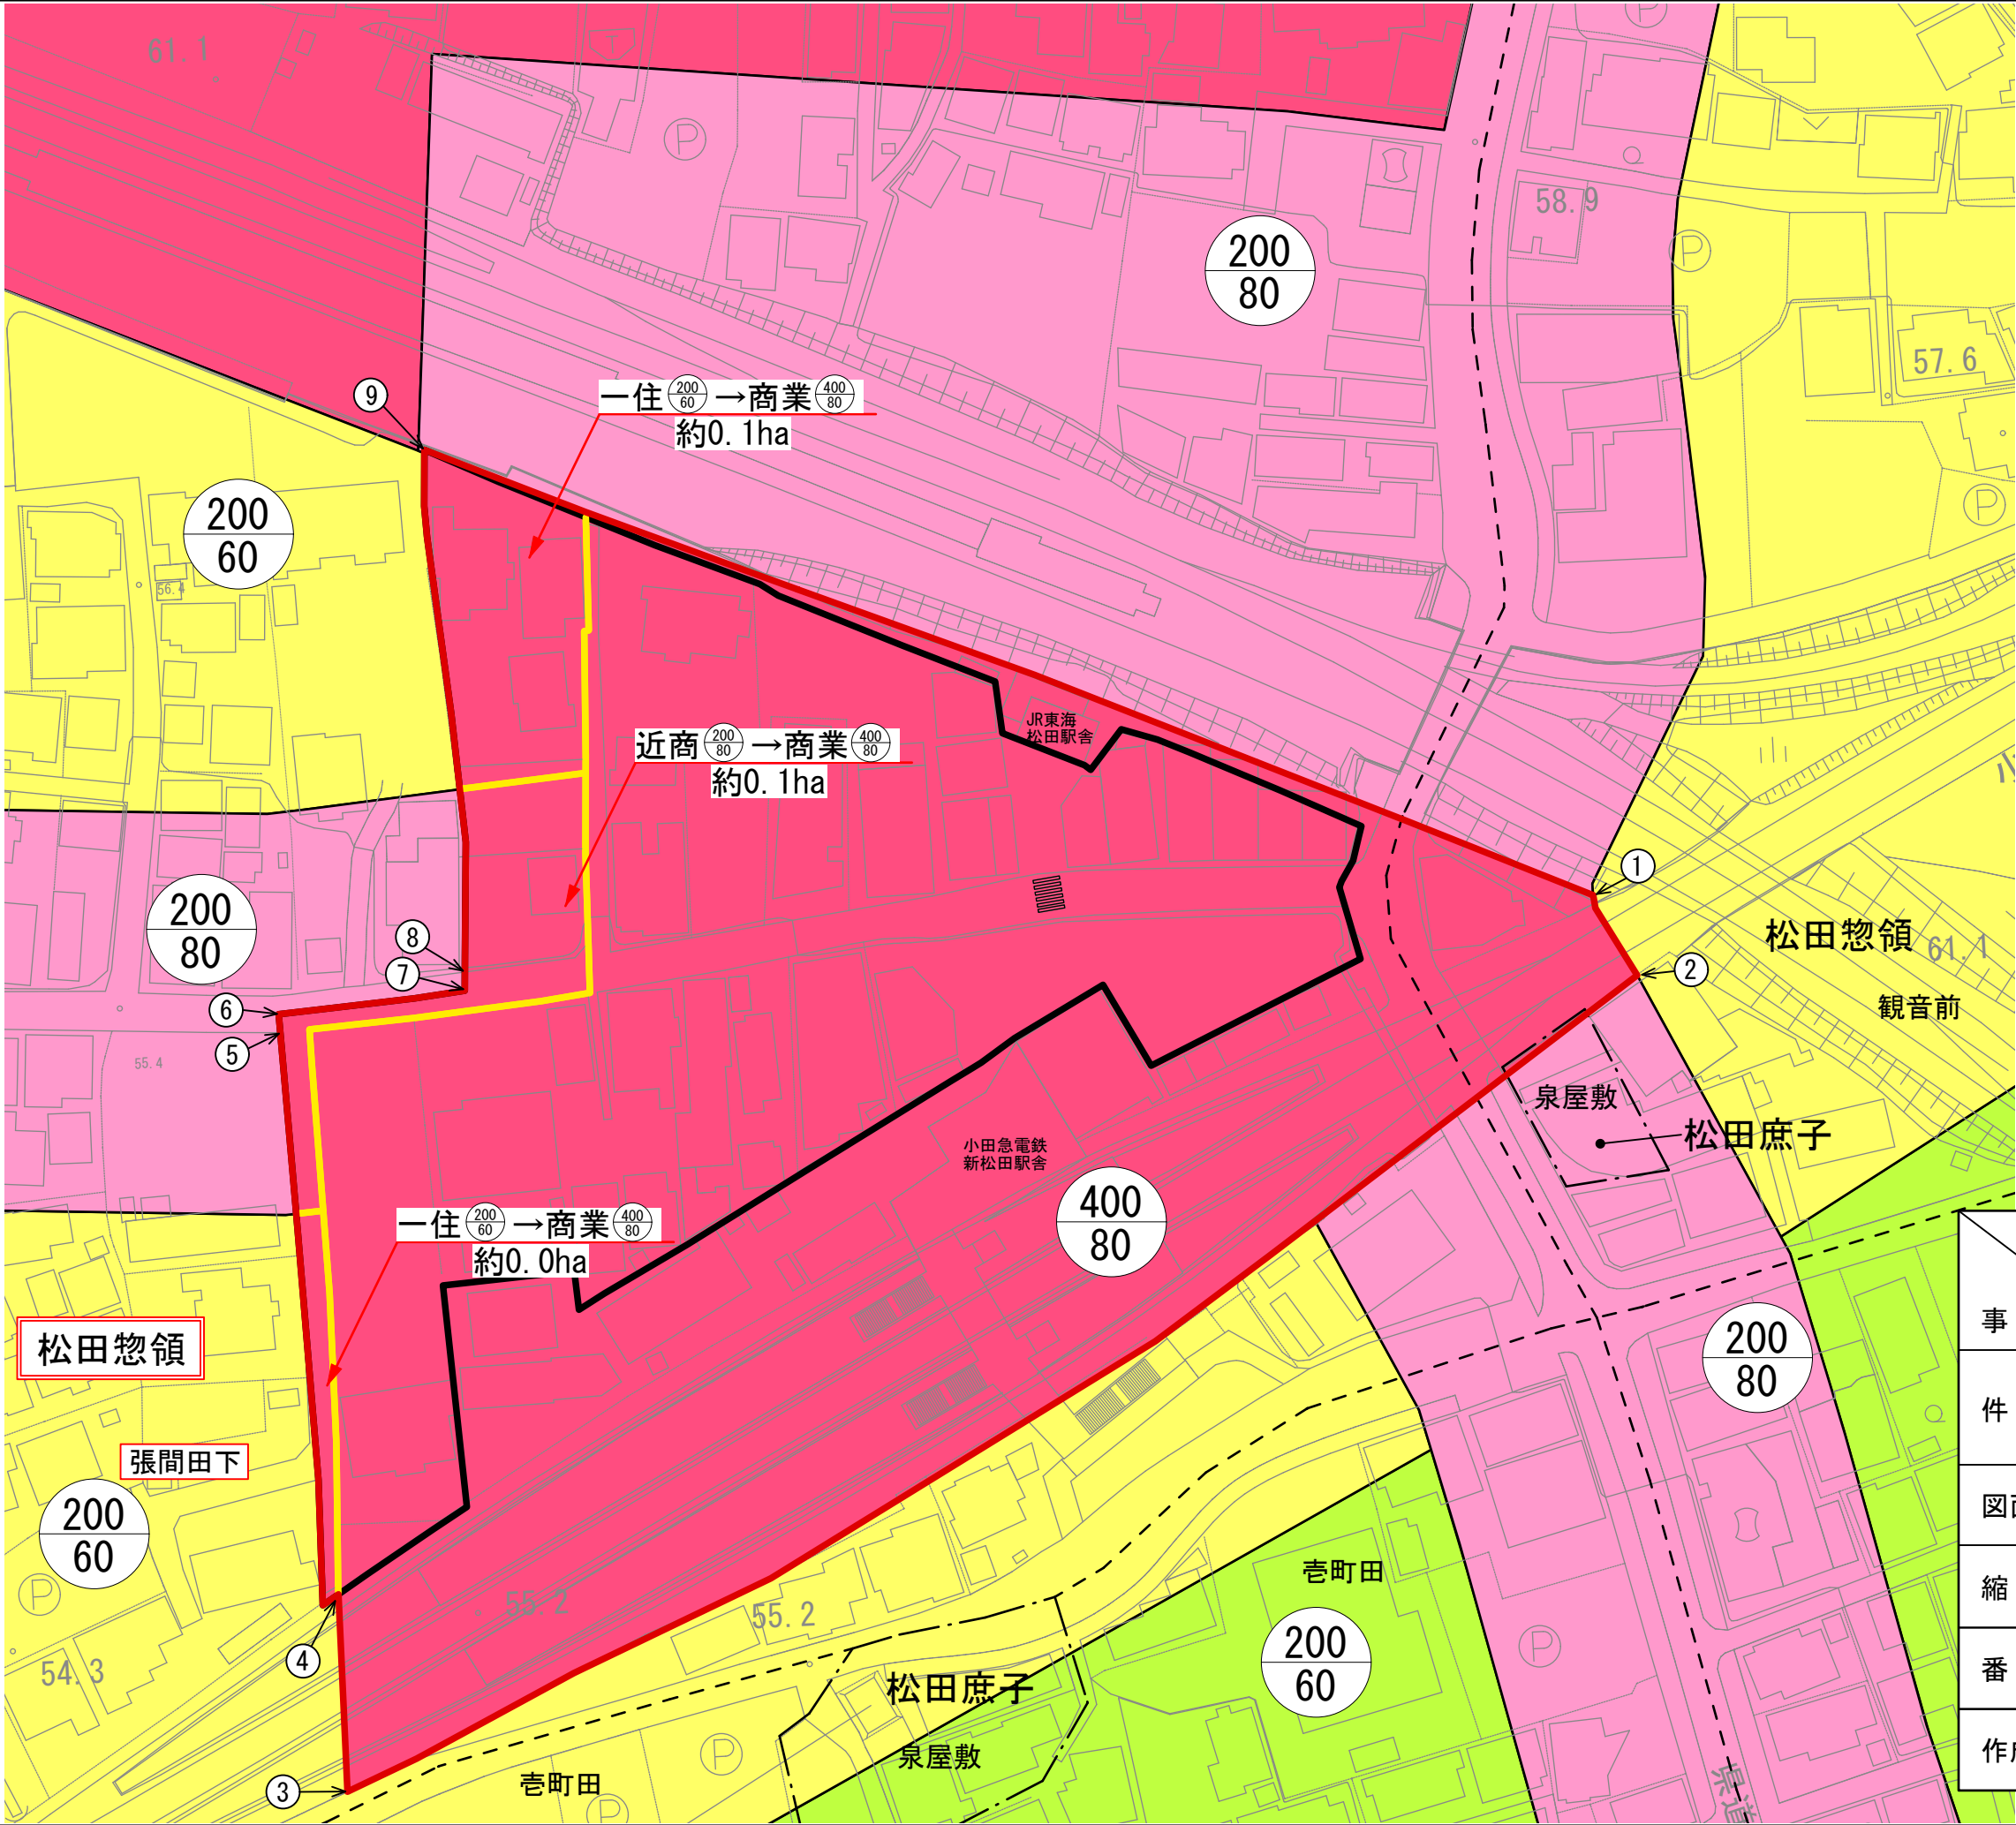 61.1
58.9
200
80
57.6
一住 200/60 →商業 400/80
約0.1ha
9
200
60
56.4
JR東海
松田駅舎
近商 200/80 →商業 400/80
約0.1ha
1
200
80
8
7
松田惣領
61.1
2
6
観音前
5
55.4
泉屋敷
松田庶子
小田急電鉄
新松田駅舎
400
80
一住 200/60 →商業 400/80
約0.0ha
事
松田惣領
200
80
件
張間田下
200
60
図面
壱町田
縮
55.2
55.2
200
60
4
54.3
番
松田庶子
泉屋敷
作成
壱町田
3
県道
P
P
P
P
P
P
P
P